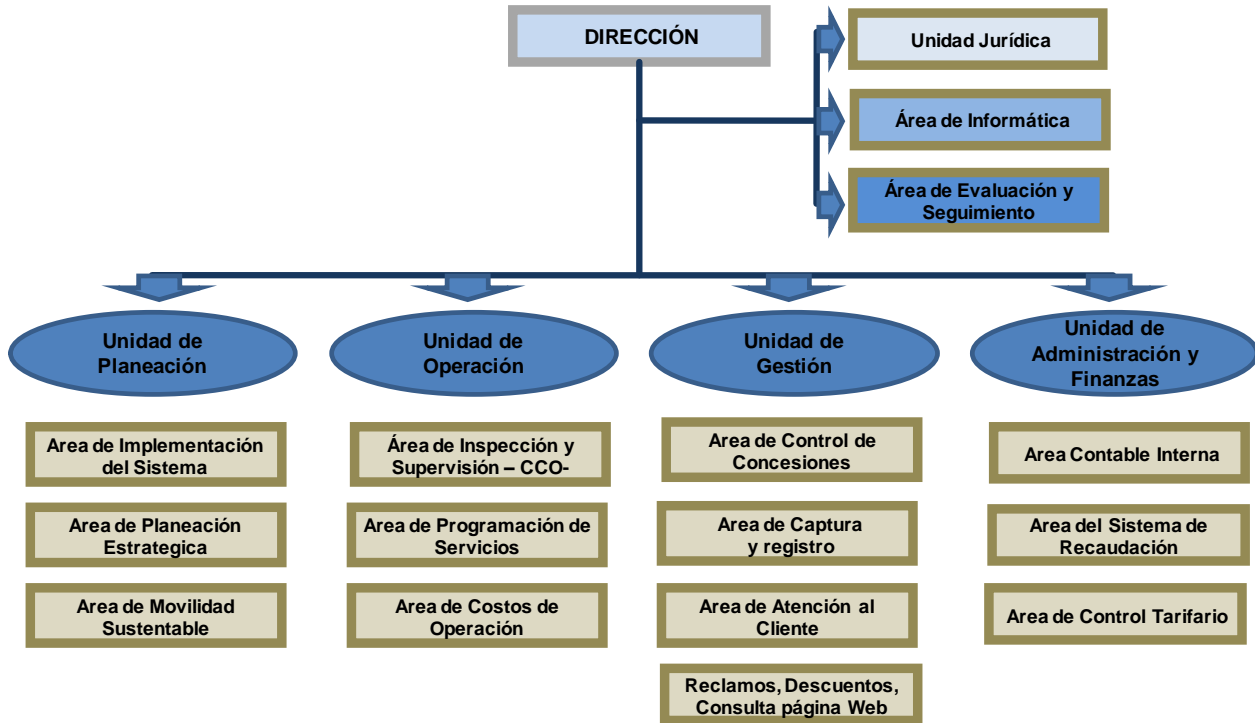 DIRECCIÓN
Unidad Jurídica
Área de Informática
Área de Evaluación y
Seguimiento
Unidad de
Planeación
Unidad de
Operación
Unidad de
Gestión
Unidad de
Administración y
Finanzas
Area de Implementación
del Sistema
Area de Planeación
Estrategica
Area de Movilidad
Sustentable
Área de Inspección y
Supervisión – CCO-
Area de Programación de
Servicios
Area de Costos de
Operación
Area de Control de
Concesiones
Area de Captura
y registro
Area de Atención al
Cliente
Reclamos, Descuentos,
Consulta página Web
Area Contable Interna
Area del Sistema de
Recaudación
Area de Control Tarifario